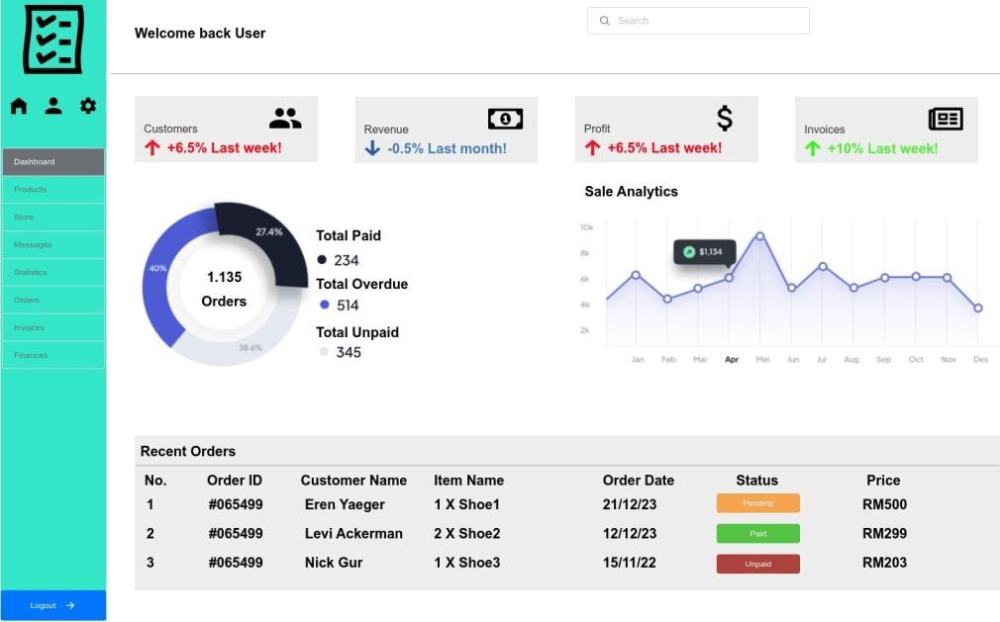 Welcome back User
Search
Customers
+6.5% Last week!
Revenue
-0.5% Last month!
Profit
+6.5% Last week!
Invoices
+10% Last week!
Dashboard
Products
Store
Messages
Statistics
Orders
Invoices
Finances
Logout
27.4%
40%
38.6%
1.135
Orders
Total Paid
234
Total Overdue
514
Total Unpaid
345
Sale Analytics
10k
8k
6k
4k
2k
$1,134
Jan Feb Mar Apr Mei Jun Jul Aug Sep Oct Nov Des
Recent Orders
No. Order ID Customer Name Item Name Order Date Status Price
1 #065499 Eren Yaeger 1 X Shoe1 21/12/23 Pending RM500
2 #065499 Levi Ackerman 2 X Shoe2 12/12/23 Paid RM299
3 #065499 Nick Gur 1 X Shoe3 15/11/22 Unpaid RM203